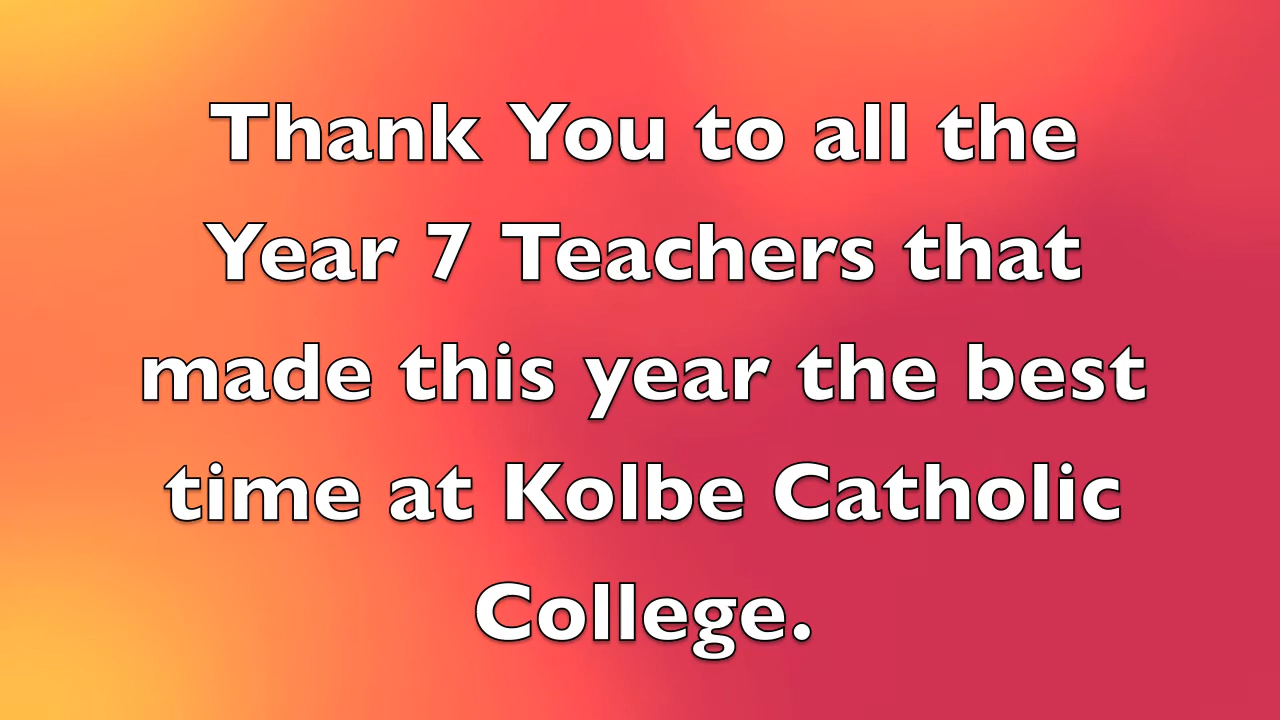 Thank You to all the
Year 7 Teachers that
made this year the best
time at Kolbe Catholic
College.